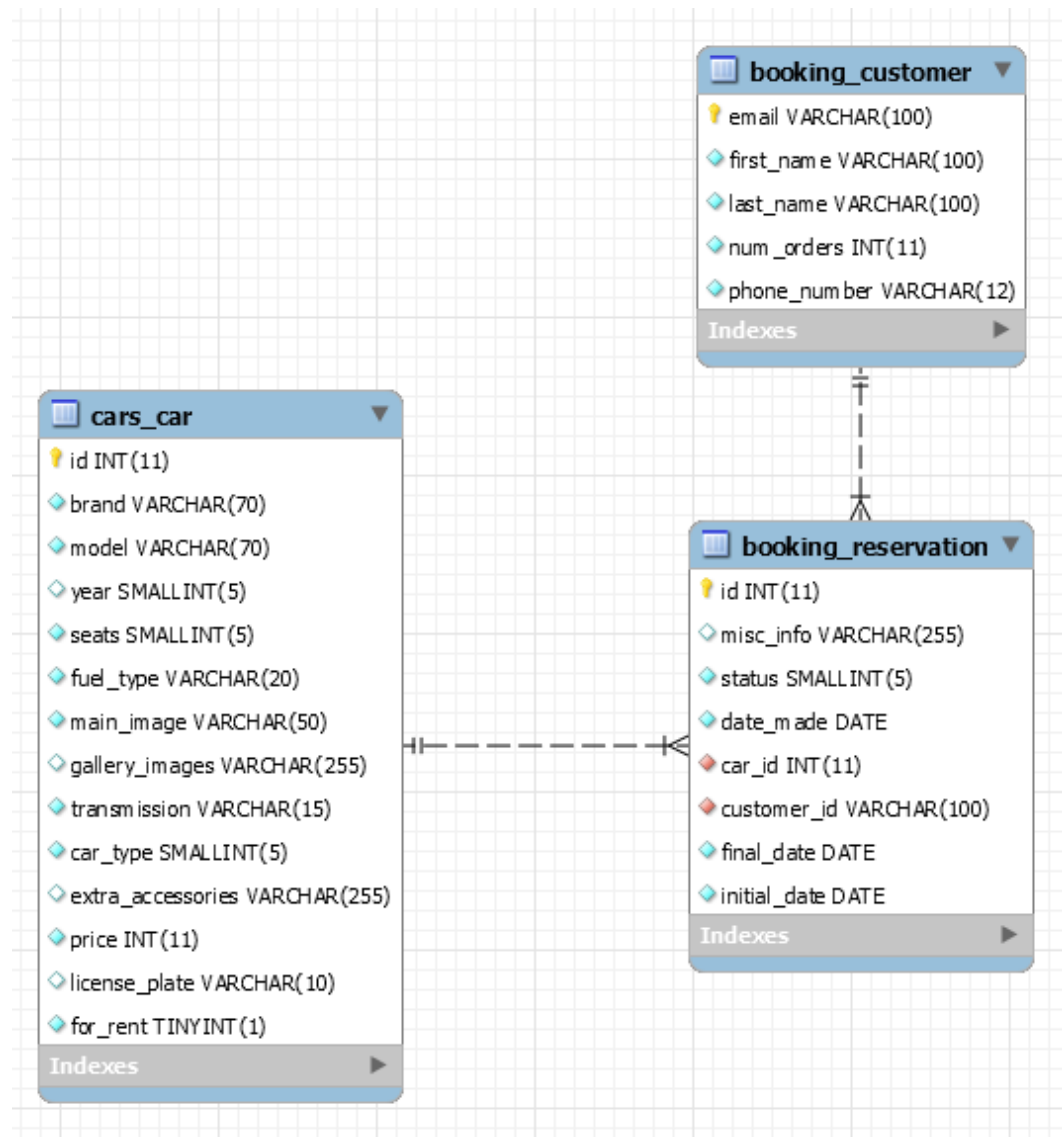 booking_customer
email VARCHAR(100)
first_name VARCHAR(100)
last_name VARCHAR(100)
num_orders INT(11)
phone_number VARCHAR(12)
Indexes
cars_car
id INT(11)
brand VARCHAR(70)
model VARCHAR(70)
year SMALLINT(5)
seats SMALLINT(5)
fuel_type VARCHAR(20)
main_image VARCHAR(50)
gallery_images VARCHAR(255)
transmission VARCHAR(15)
car_type SMALLINT(5)
extra_accessories VARCHAR(255)
price INT(11)
license_plate VARCHAR(10)
for_rent TINYINT(1)
Indexes
booking_reservation
id INT(11)
misc_info VARCHAR(255)
status SMALLINT(5)
date_made DATE
car_id INT(11)
customer_id VARCHAR(100)
final_date DATE
initial_date DATE
Indexes